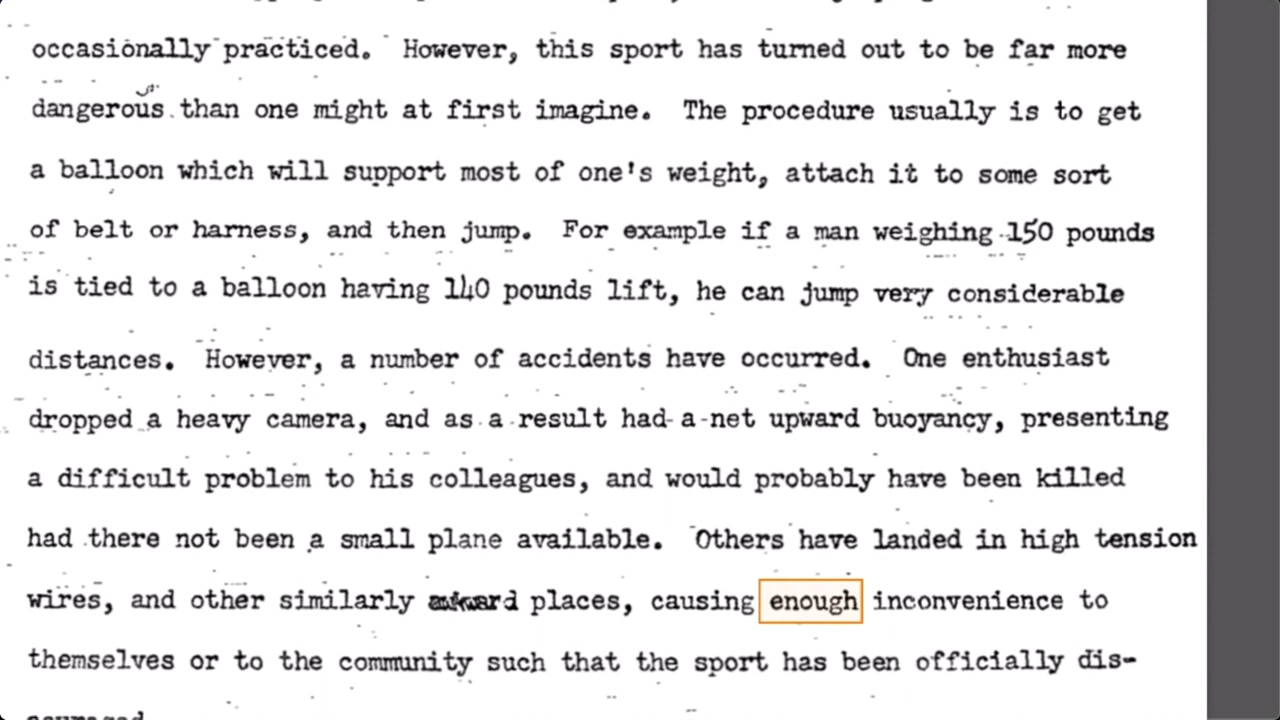 occasionally practiced. However, this sport has turned out to be far more
dangerous than one might at first imagine. The procedure usually is to get
a balloon which will support most of one's weight, attach it to some sort
of belt or harness, and then jump. For example if a man weighing 150 pounds
is tied to a balloon having 140 pounds lift, he can jump very considerable
distances. However, a number of accidents have occurred. One enthusiast
dropped a heavy camera, and as a result had a net upward buoyancy, presenting
a difficult problem to his colleagues, and would probably have been killed
had there not been a small plane available. Others have landed in high tension
wires, and other similarly awkward places, causing enough inconvenience to
themselves or to the community such that the sport has been officially dis-